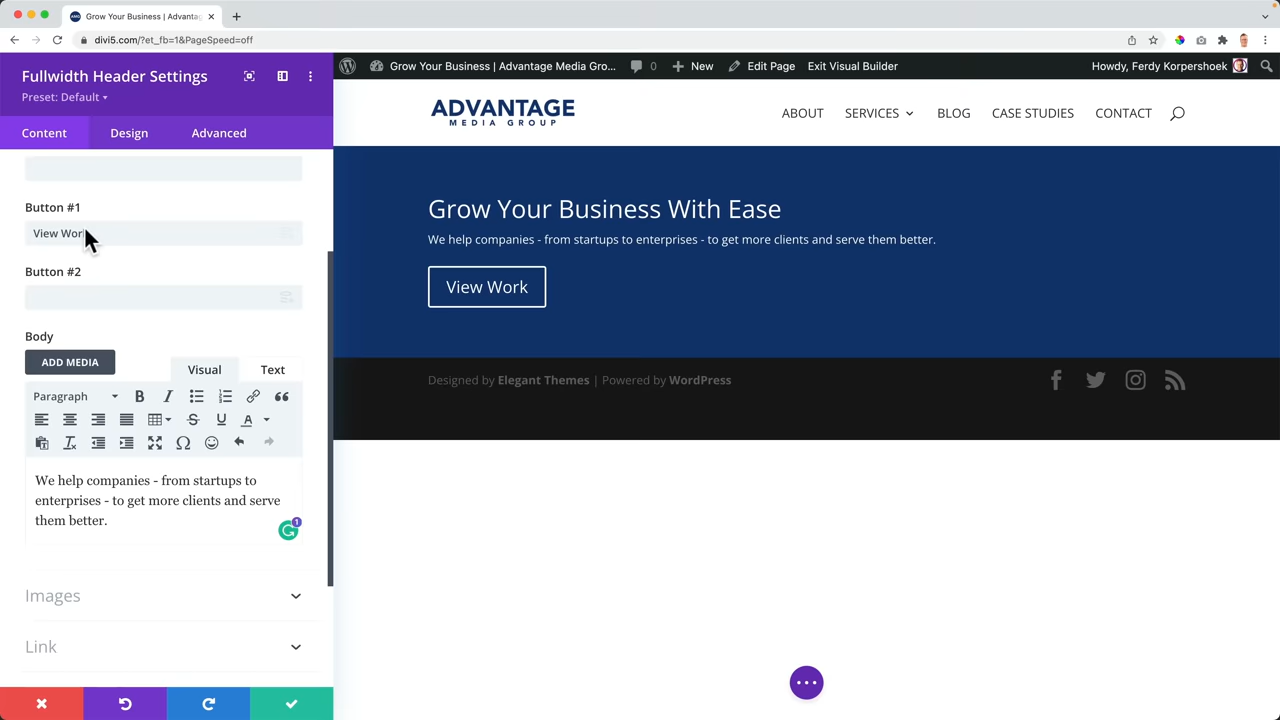 Grow Your Business | Advantag
divi5.com/?et_fb=1&PageSpeed=off
Fullwidth Header Settings
Preset: Default
Content Design Advanced
Button #1
View Work
Button #2
Body
ADD MEDIA
Visual Text
Paragraph
We help companies - from startups to
enterprises - to get more clients and serve
them better.
1
Images
Link
Grow Your Business | Advantage Media Gro... 0 New Edit Page Exit Visual Builder Howdy, Ferdy Korpershoek
ADVANTAGE
MEDIA GROUP
ABOUT SERVICES BLOG CASE STUDIES CONTACT
Grow Your Business With Ease
We help companies - from startups to enterprises - to get more clients and serve them better.
View Work
Designed by Elegant Themes | Powered by WordPress